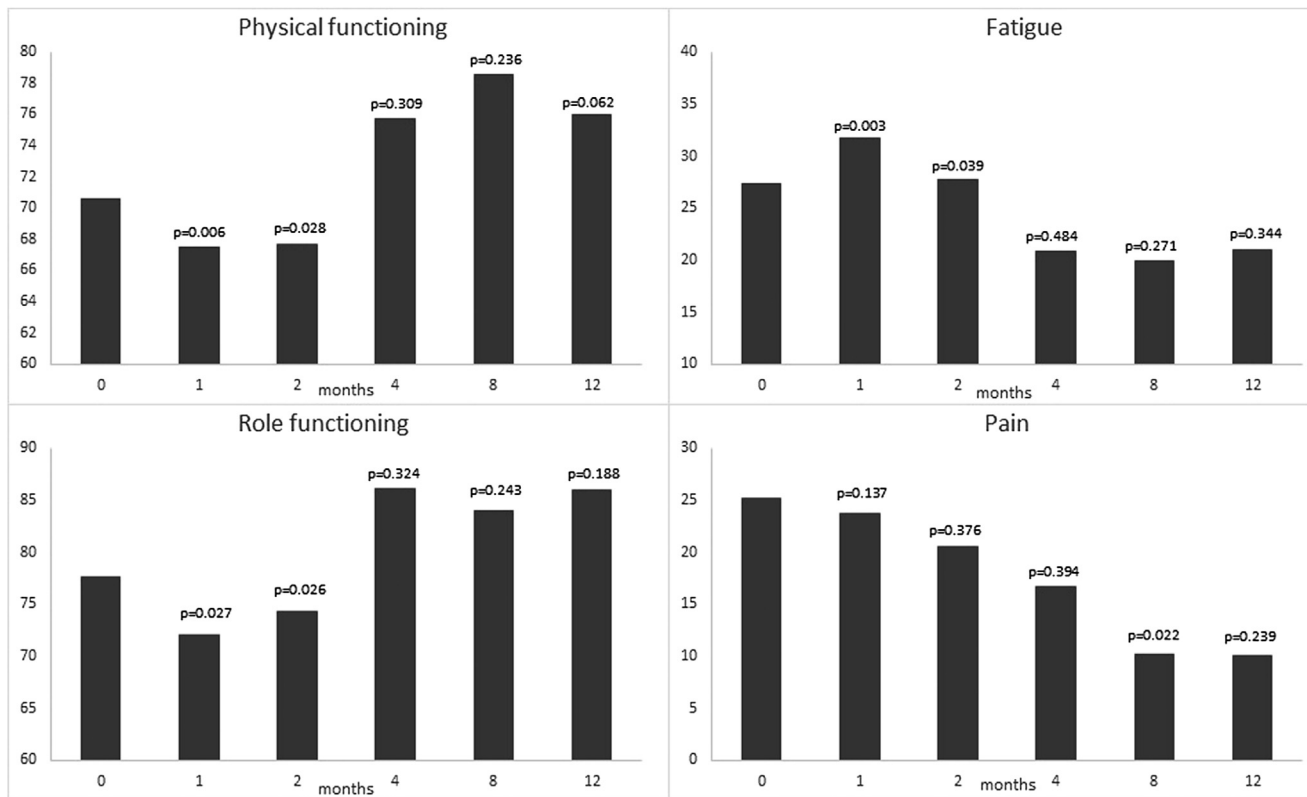 Physical functioning
80
78
76
74
72
70
68
66
64
62
60
p=0.006
p=0.028
p=0.309
p=0.236
p=0.062
0 1 2 4 8 12
months
Fatigue
40
35
30
25
20
15
10
p=0.003
p=0.039
p=0.484
p=0.271
p=0.344
0 1 2 4 8 12
months
Role functioning
90
85
80
75
70
65
60
p=0.027
p=0.026
p=0.324
p=0.243
p=0.188
0 1 2 4 8 12
months
Pain
30
25
20
15
10
5
0
p=0.137
p=0.376
p=0.394
p=0.022
p=0.239
0 1 2 4 8 12
months